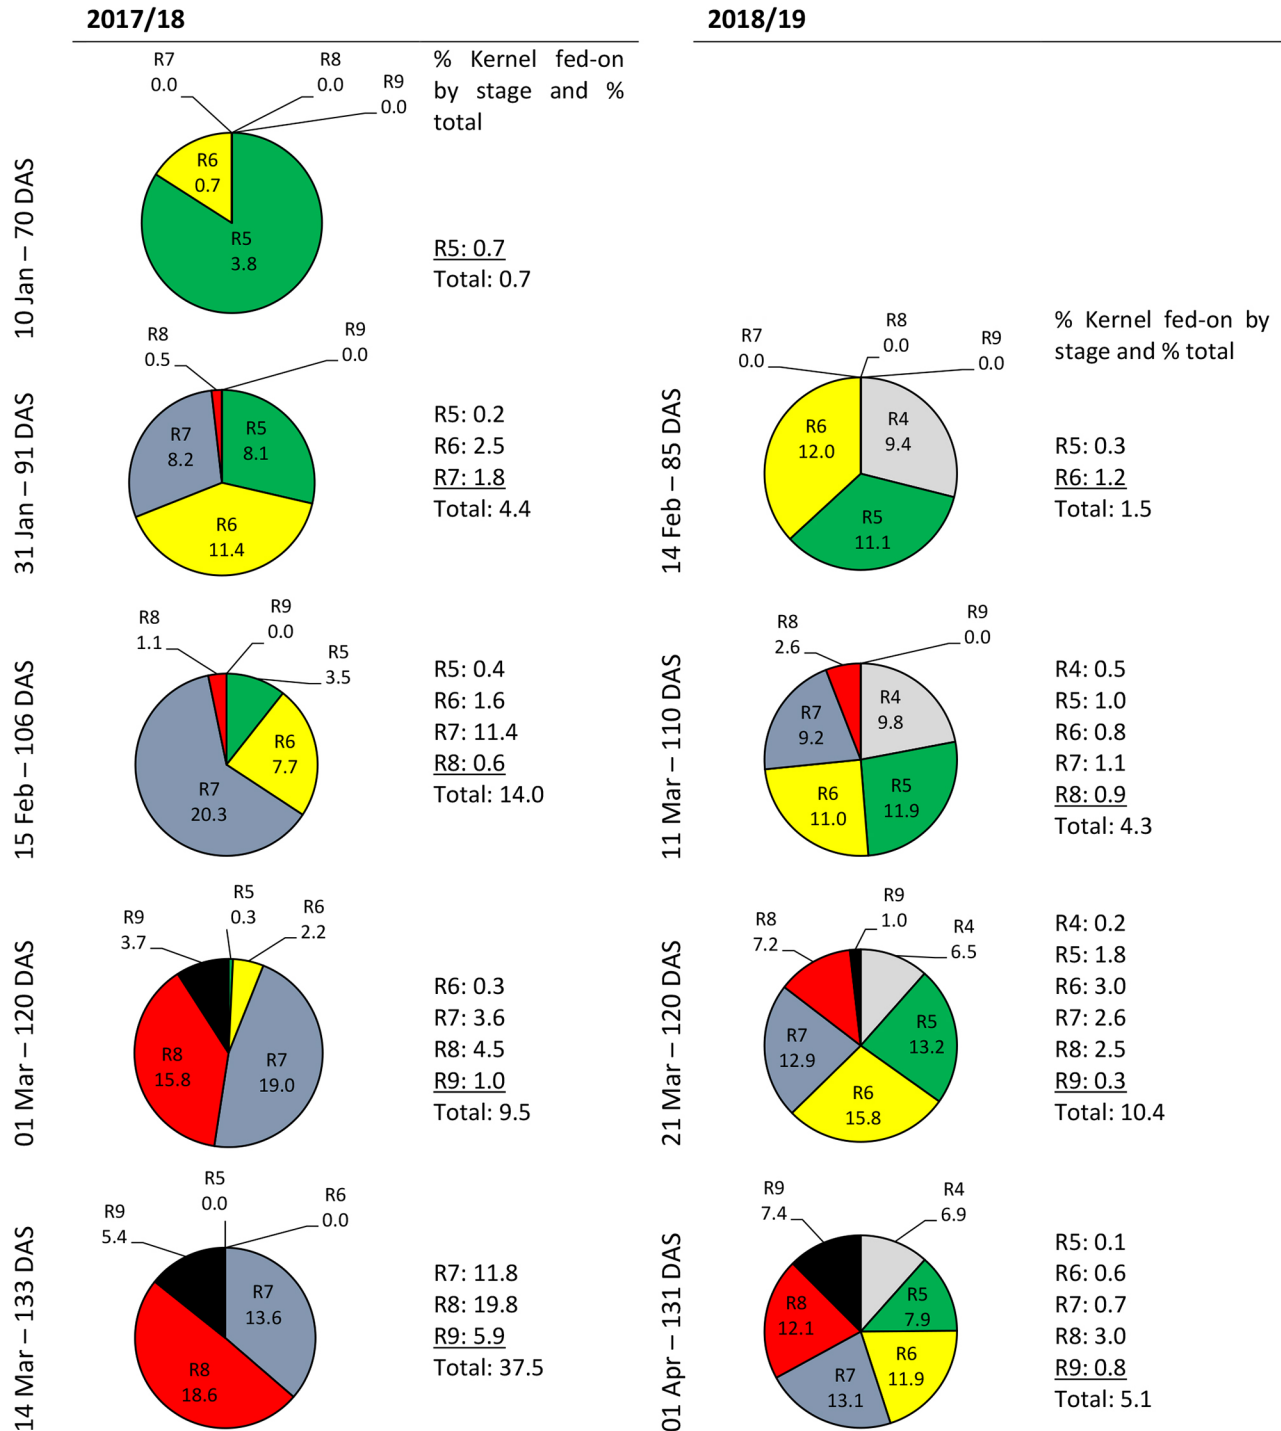 2017/18
R7
0.0
R8
0.0
R9
0.0
R6
0.7
R5
3.8
% Kernel fed-on
by stage and %
total
R5: 0.7
Total: 0.7
10 Jan – 70 DAS
R8
0.5
R9
0.0
R7
8.2
R5
8.1
R6
11.4
R5: 0.2
R6: 2.5
R7: 1.8
Total: 4.4
31 Jan – 91 DAS
R8
1.1
R9
0.0
R5
3.5
R6
7.7
R7
20.3
R5: 0.4
R6: 1.6
R7: 11.4
R8: 0.6
Total: 14.0
15 Feb – 106 DAS
R9
3.7
R5
0.3
R6
2.2
R8
15.8
R7
19.0
R6: 0.3
R7: 3.6
R8: 4.5
R9: 1.0
Total: 9.5
01 Mar – 120 DAS
R9
5.4
R5
0.0
R6
0.0
R7
13.6
R8
18.6
R7: 11.8
R8: 19.8
R9: 5.9
Total: 37.5
14 Mar – 133 DAS
2018/19
R7
0.0
R8
0.0
R9
0.0
R6
12.0
R4
9.4
R5
11.1
% Kernel fed-on by
stage and % total
R5: 0.3
R6: 1.2
Total: 1.5
14 Feb – 85 DAS
R8
2.6
R9
0.0
R7
9.2
R4
9.8
R6
11.0
R5
11.9
R4: 0.5
R5: 1.0
R6: 0.8
R7: 1.1
R8: 0.9
Total: 4.3
11 Mar – 110 DAS
R8
7.2
R9
1.0
R4
6.5
R7
12.9
R5
13.2
R6
15.8
R4: 0.2
R5: 1.8
R6: 3.0
R7: 2.6
R8: 2.5
R9: 0.3
Total: 10.4
21 Mar – 120 DAS
R9
7.4
R4
6.9
R8
12.1
R5
7.9
R6
11.9
R7
13.1
R5: 0.1
R6: 0.6
R7: 0.7
R8: 3.0
R9: 0.8
Total: 5.1
01 Apr – 131 DAS